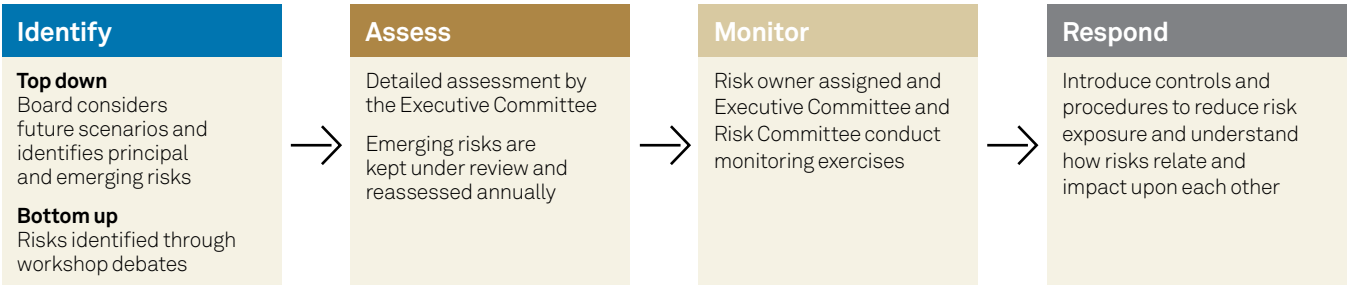 Identify
Top down
Board considers
future scenarios and
identifies principal
and emerging risks
Bottom up
Risks identified through
workshop debates
Assess
Detailed assessment by
the Executive Committee
Emerging risks are
kept under review and
reassessed annually
Monitor
Risk owner assigned and
Executive Committee and
Risk Committee conduct
monitoring exercises
Respond
Introduce controls and
procedures to reduce risk
exposure and understand
how risks relate and
impact upon each other